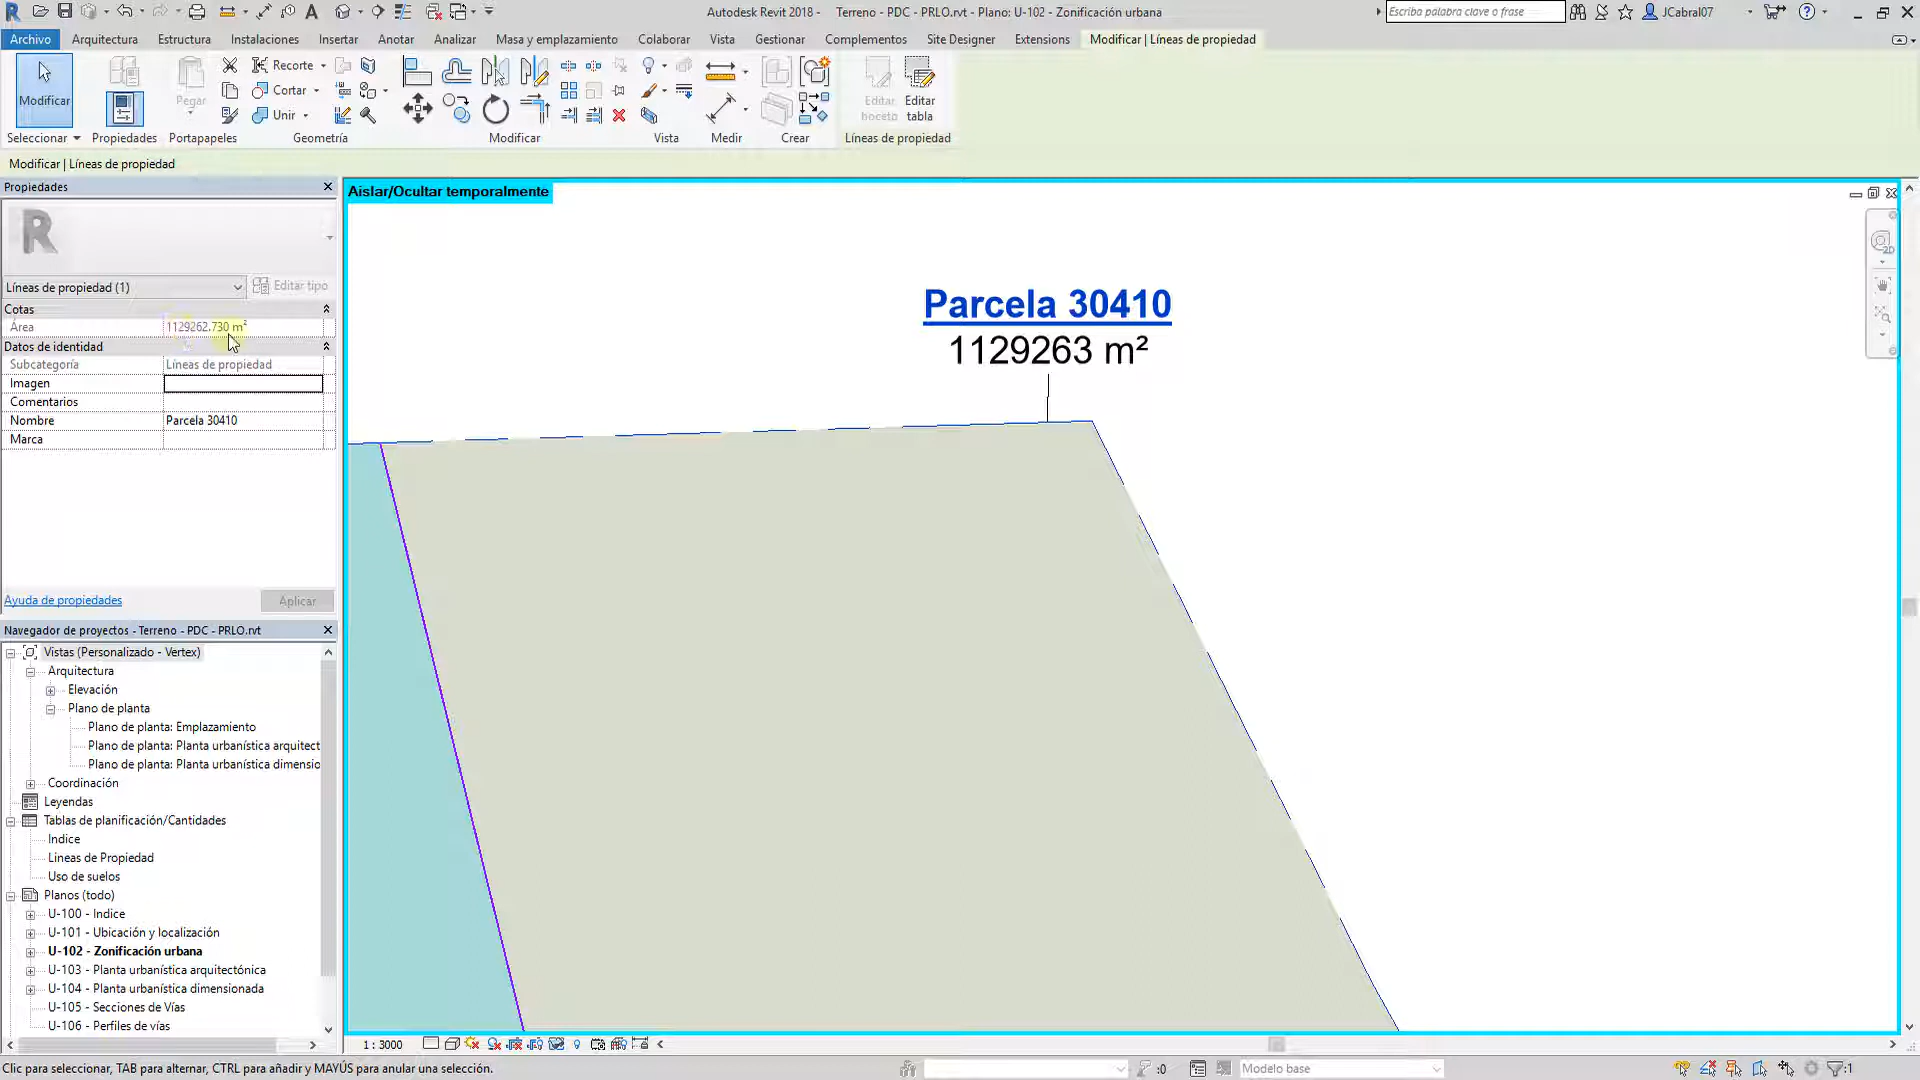 Autodesk Revit 2018 - Terreno - PDC - PRLO.rvt - Plano: U-102 - Zonificación urbana
Escriba palabra clave o frase
JCabral07
Archivo Arquitectura Estructura Instalaciones Insertar Anotar Analizar Masa y emplazamiento Colaborar Vista Gestionar Complementos Site Designer Extensions Modificar | Líneas de propiedad
Modificar
Pegar
Recorte
Cortar
Unir
Editar boceto
Editar tabla
Seleccionar Propiedades Portapapeles Geometría Modificar Vista Medir Crear Líneas de propiedad
Modificar | Líneas de propiedad
Propiedades
Líneas de propiedad (1)
Editar tipo
Cotas
Área 1129262.730 m²
Datos de identidad
Subcategoría Líneas de propiedad
Imagen
Comentarios
Nombre Parcela 30410
Marca
Ayuda de propiedades
Aplicar
Navegador de proyectos - Terreno - PDC - PRLO.rvt
Vistas (Personalizado - Vertex)
Arquitectura
Elevación
Plano de planta
Plano de planta: Emplazamiento
Plano de planta: Planta urbanística arquitect
Plano de planta: Planta urbanística dimensio
Coordinación
Leyendas
Tablas de planificación/Cantidades
Indice
Lineas de Propiedad
Uso de suelos
Planos (todo)
U-100 - Indice
U-101 - Ubicación y localización
U-102 - Zonificación urbana
U-103 - Planta urbanística arquitectónica
U-104 - Planta urbanística dimensionada
U-105 - Secciones de Vías
U-106 - Perfiles de vías
Aislar/Ocultar temporalmente
Parcela 30410
1129263 m²
2D
1 : 3000
Clic para seleccionar, TAB para alternar, CTRL para añadir y MAYÚS para anular una selección.
:0
Modelo base
:1